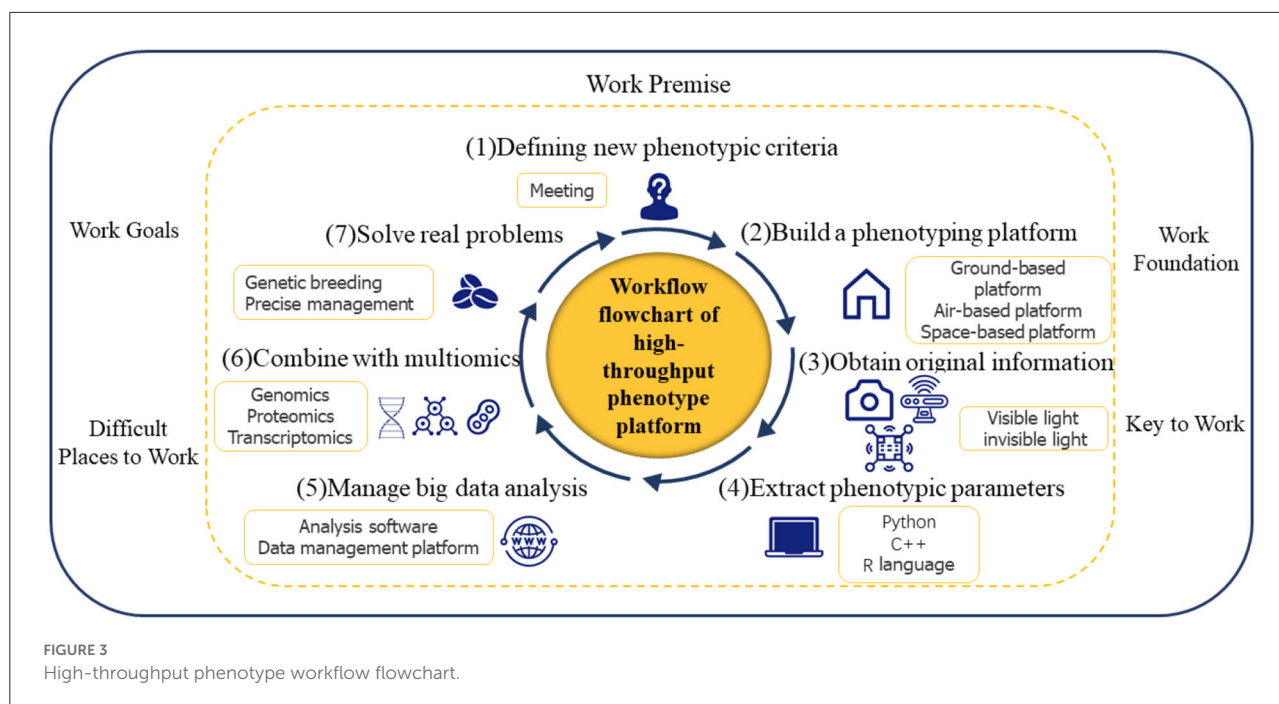 Work Premise
(1)Defining new phenotypic criteria
Meeting
Work Goals
(7)Solve real problems
Genetic breeding
Precise management
(2)Build a phenotyping platform
Ground-based
platform
Air-based platform
Space-based platform
Work
Foundation
Workflow
flowchart of
high-
throughput
phenotype
platform
(6)Combine with multiomics
Genomics
Proteomics
Transcriptomics
(3)Obtain original information
Visible light
invisible light
Difficult
Places to Work
Key to Work
(5)Manage big data analysis
Analysis software
Data management platform
WWW
(4)Extract phenotypic parameters
Python
C++
R language
FIGURE 3
High-throughput phenotype workflow flowchart.